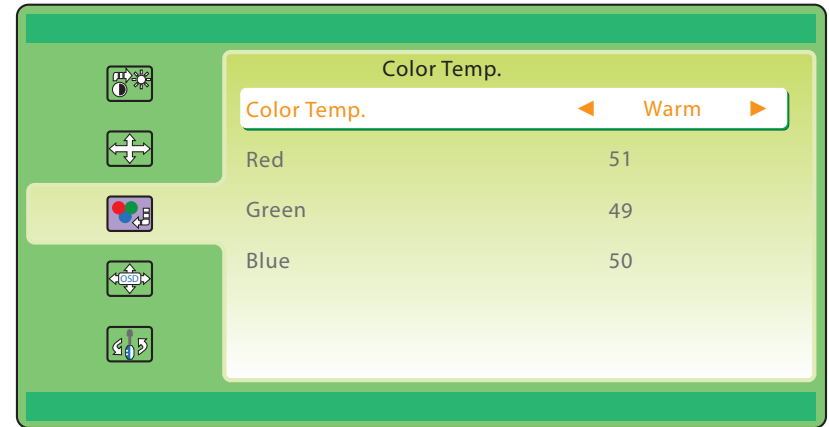 Color Temp.
Color Temp. ◀ Warm ▶
Red 51
Green 49
Blue 50
OSD